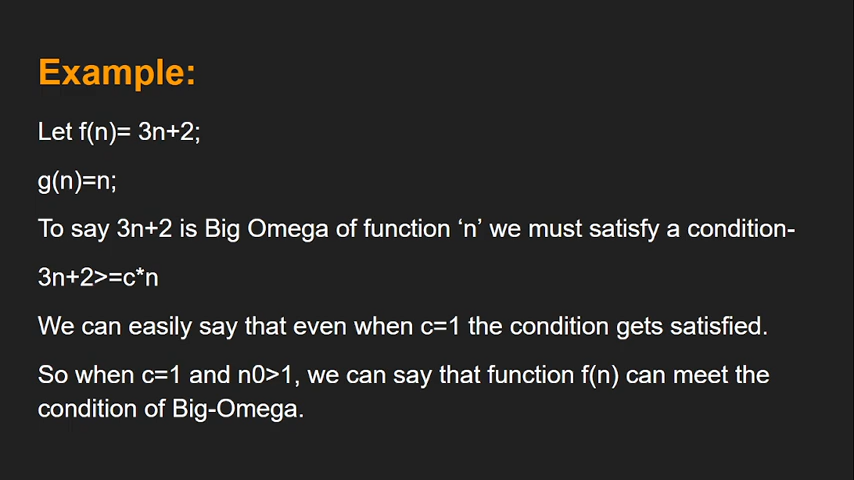 Example:
Let f(n)= 3n+2;
g(n)=n;
To say 3n+2 is Big Omega of function ‘n’ we must satisfy a condition-
3n+2>=c*n
We can easily say that even when c=1 the condition gets satisfied.
So when c=1 and n0>1, we can say that function f(n) can meet the
condition of Big-Omega.